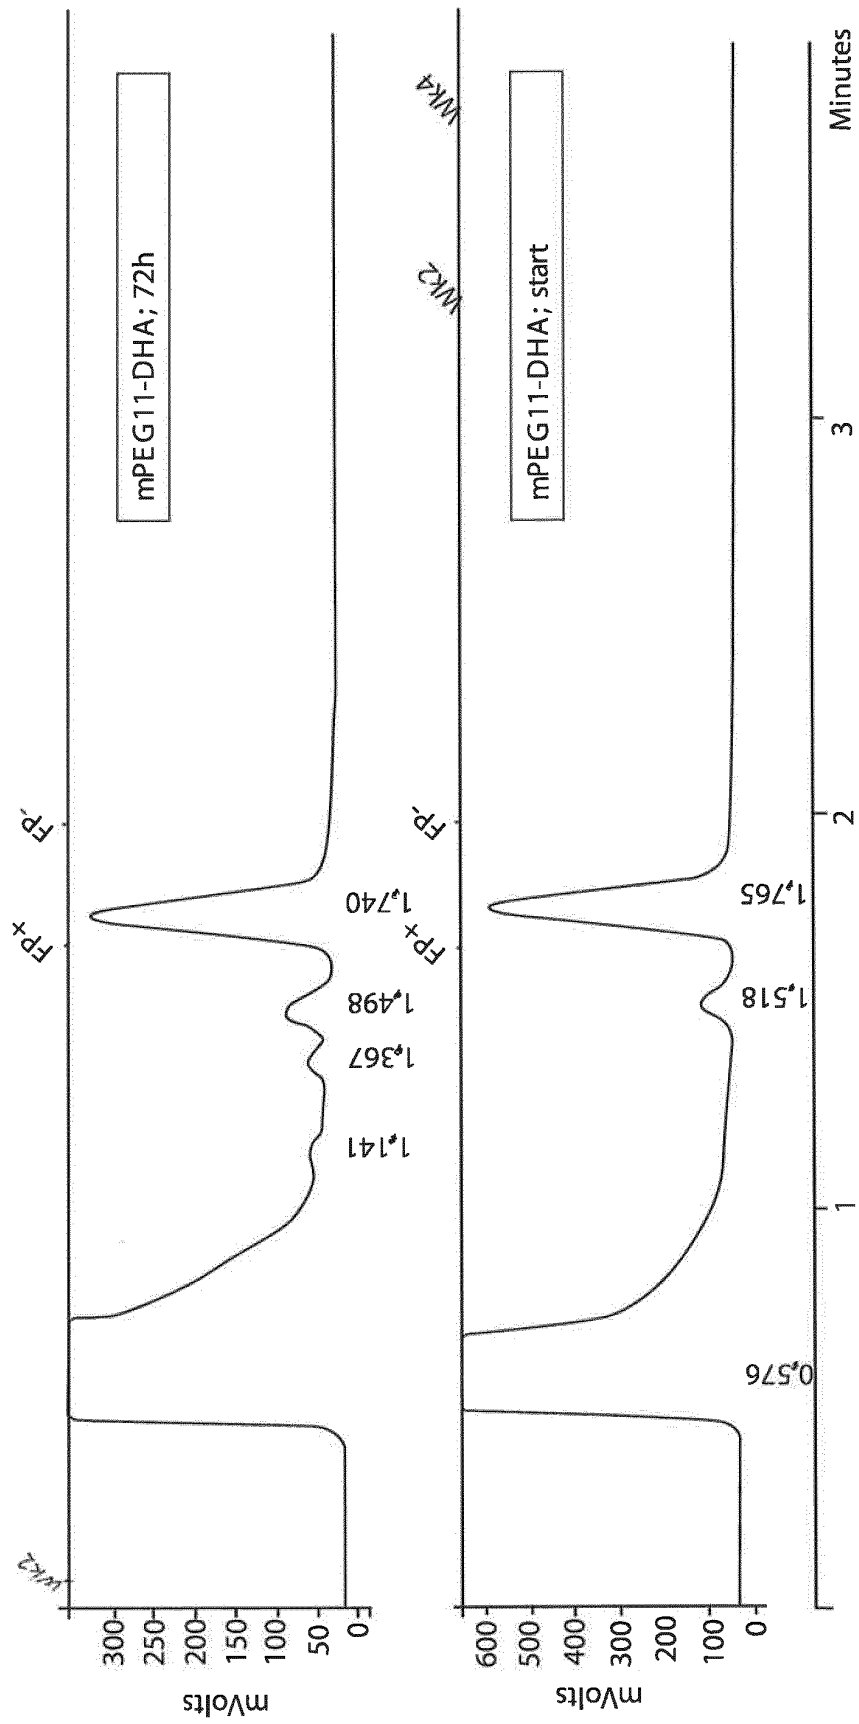 WK2
FP+
FP-
mPEG11-DHA; 72h
mVolts
300
250
200
150
100
50
0
1,141
1,367
1,498
1,740
FP+
FP-
WK2
WK4
mPEG11-DHA; start
mVolts
600
500
400
300
200
100
0
0,576
1,518
1,765
1
2
3
Minutes